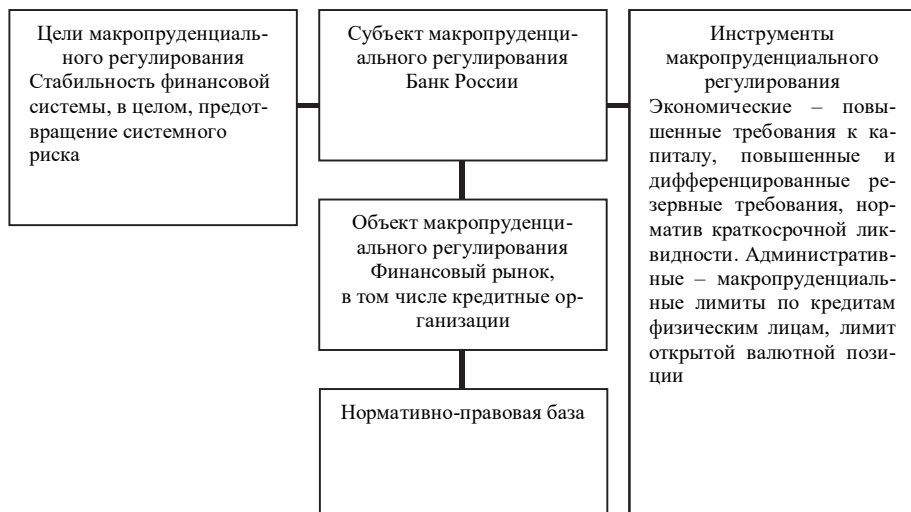 Цели макропруденциаль-
ного регулирования
Стабильность финансовой
системы, в целом, предот-
вращение системного
риска
Субъект макропруденци-
ального регулирования
Банк России
Объект макропруденци-
ального регулирования
Финансовый рынок,
в том числе кредитные ор-
ганизации
Нормативно-правовая база
Инструменты
макропруденциального
регулирования
Экономические – повы-
шенные требования к ка-
питалу, повышенные и
дифференцированные ре-
зервные требования, нор-
матив краткосрочной лик-
видности. Административ-
ные – макропруденциаль-
ные лимиты по кредитам
физическим лицам, лимит
открытой валютной пози-
ции